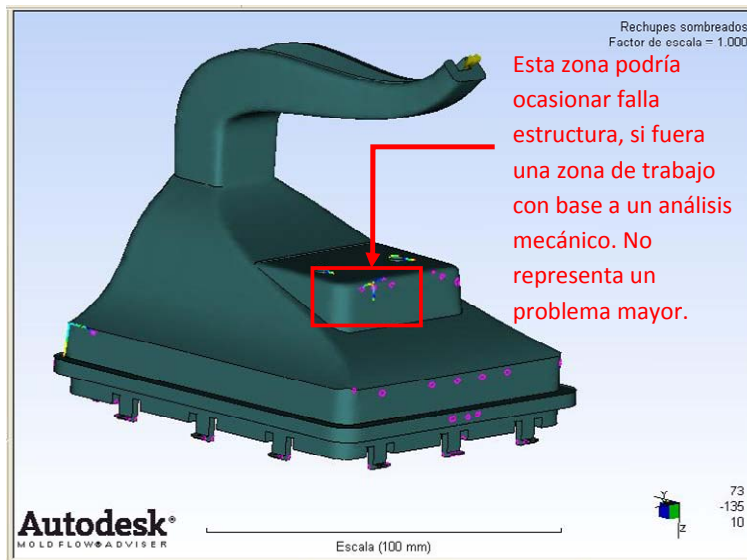 Rechupes sombreados
Factor de escala = 1.000
Esta zona podría
ocasionar falla
estructura, si fuera
una zona de trabajo
con base a un análisis
mecánico. No
representa un
problema mayor.
Autodesk®
MOLDFLOW® ADVISER
Escala (100 mm)
Y
Z
73
-135
10